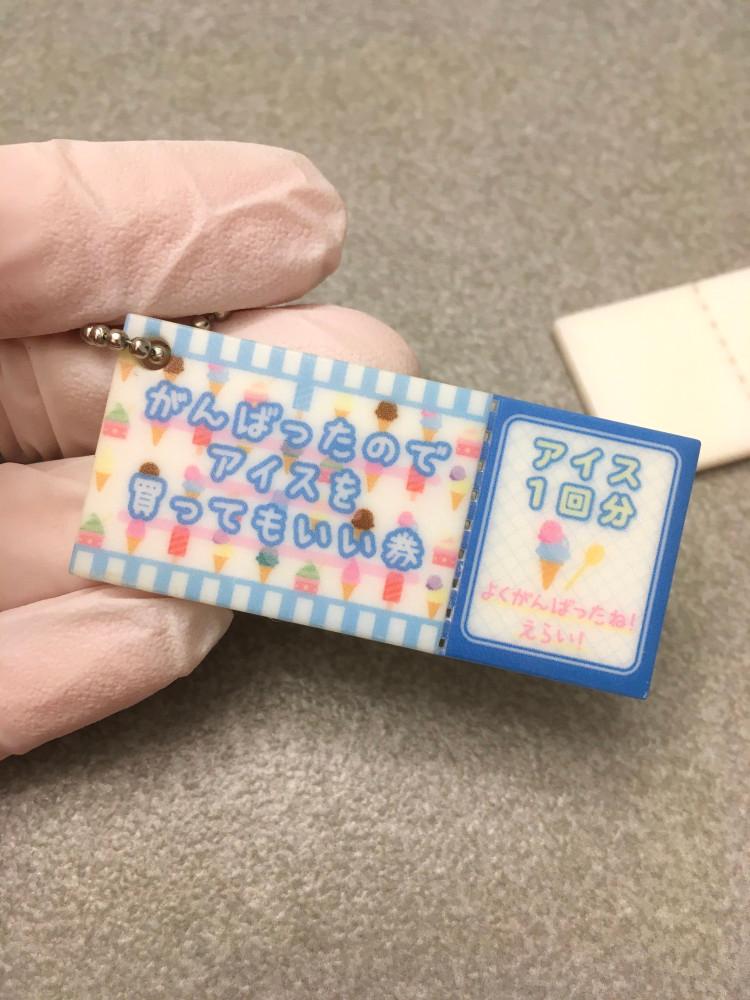 がんばったので
アイスを
買ってもいい券
アイス
1回分
よくがんばったね!
えらい!